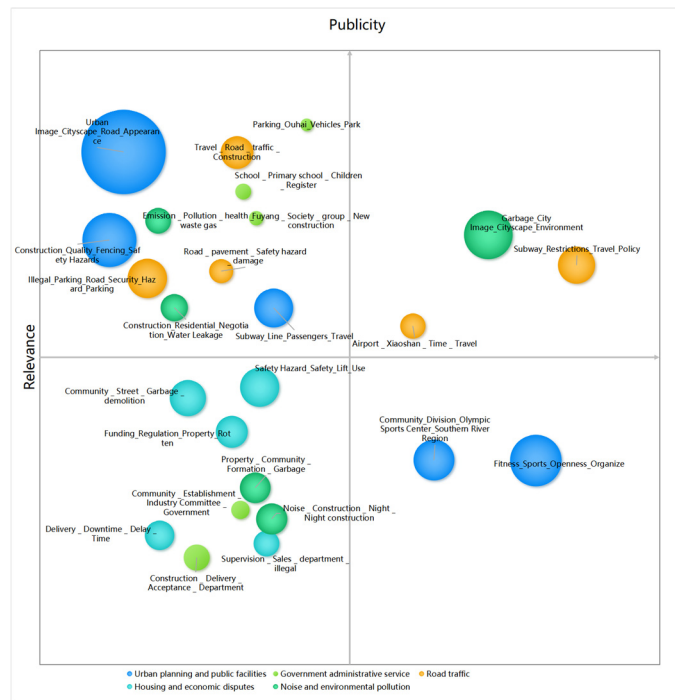 Publicity
Relevance
Urban
Image_Cityscape_Road_Appeara
nce
Parking_Ouhai_Vehicles_Park
Travel _ Road _ traffic _
Construction
School _ Primary school _ Children
_ Register
Emission _ Pollution _ health_
waste gas
Fuyang _ Society _ group _ New
construction
Garbage_City
Image_Cityscape_Environment
Construction_Quality_Fencing_Saf
ety Hazards
Road _ pavement _ Safety hazard
_ damage
Subway_Restrictions_Travel_Policy
Illegal_Parking_Road_Security_Haz
ard_Parking
Construction_Residential_Negotia
tion_Water Leakage
Subway_Line_Passengers_Travel
Airport _ Xiaoshan _ Time _ Travel
Safety Hazard_Safety_Lift_Use
Community _ Street _ Garbage _
demolition
Funding_Regulation_Property_Rot
ten
Community_Division_Olympic
Sports Center_Southern River
Region
Property _ Community _
Formation _ Garbage
Fitness_Sports_Openness_Organize
Community _ Establishment _
Industry Committee _
Government
Noise _ Construction _ Night _
Night construction
Delivery _ Downtime _ Delay _
Time
Supervision _ Sales _ department _
illegal
Construction _ Delivery _
Acceptance _ Department
Urban planning and public facilities
Government administrative service
Road traffic
Housing and economic disputes
Noise and environmental pollution